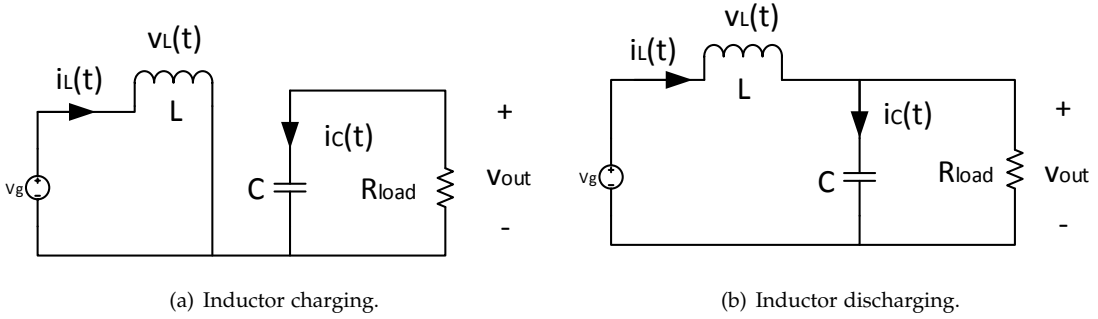 vL(t)
iL(t)
L
iC(t)
+
vg
C
Rload
vout
-
(a) Inductor charging.
vL(t)
iL(t)
L
iC(t)
+
vg
C
Rload
vout
-
(b) Inductor discharging.